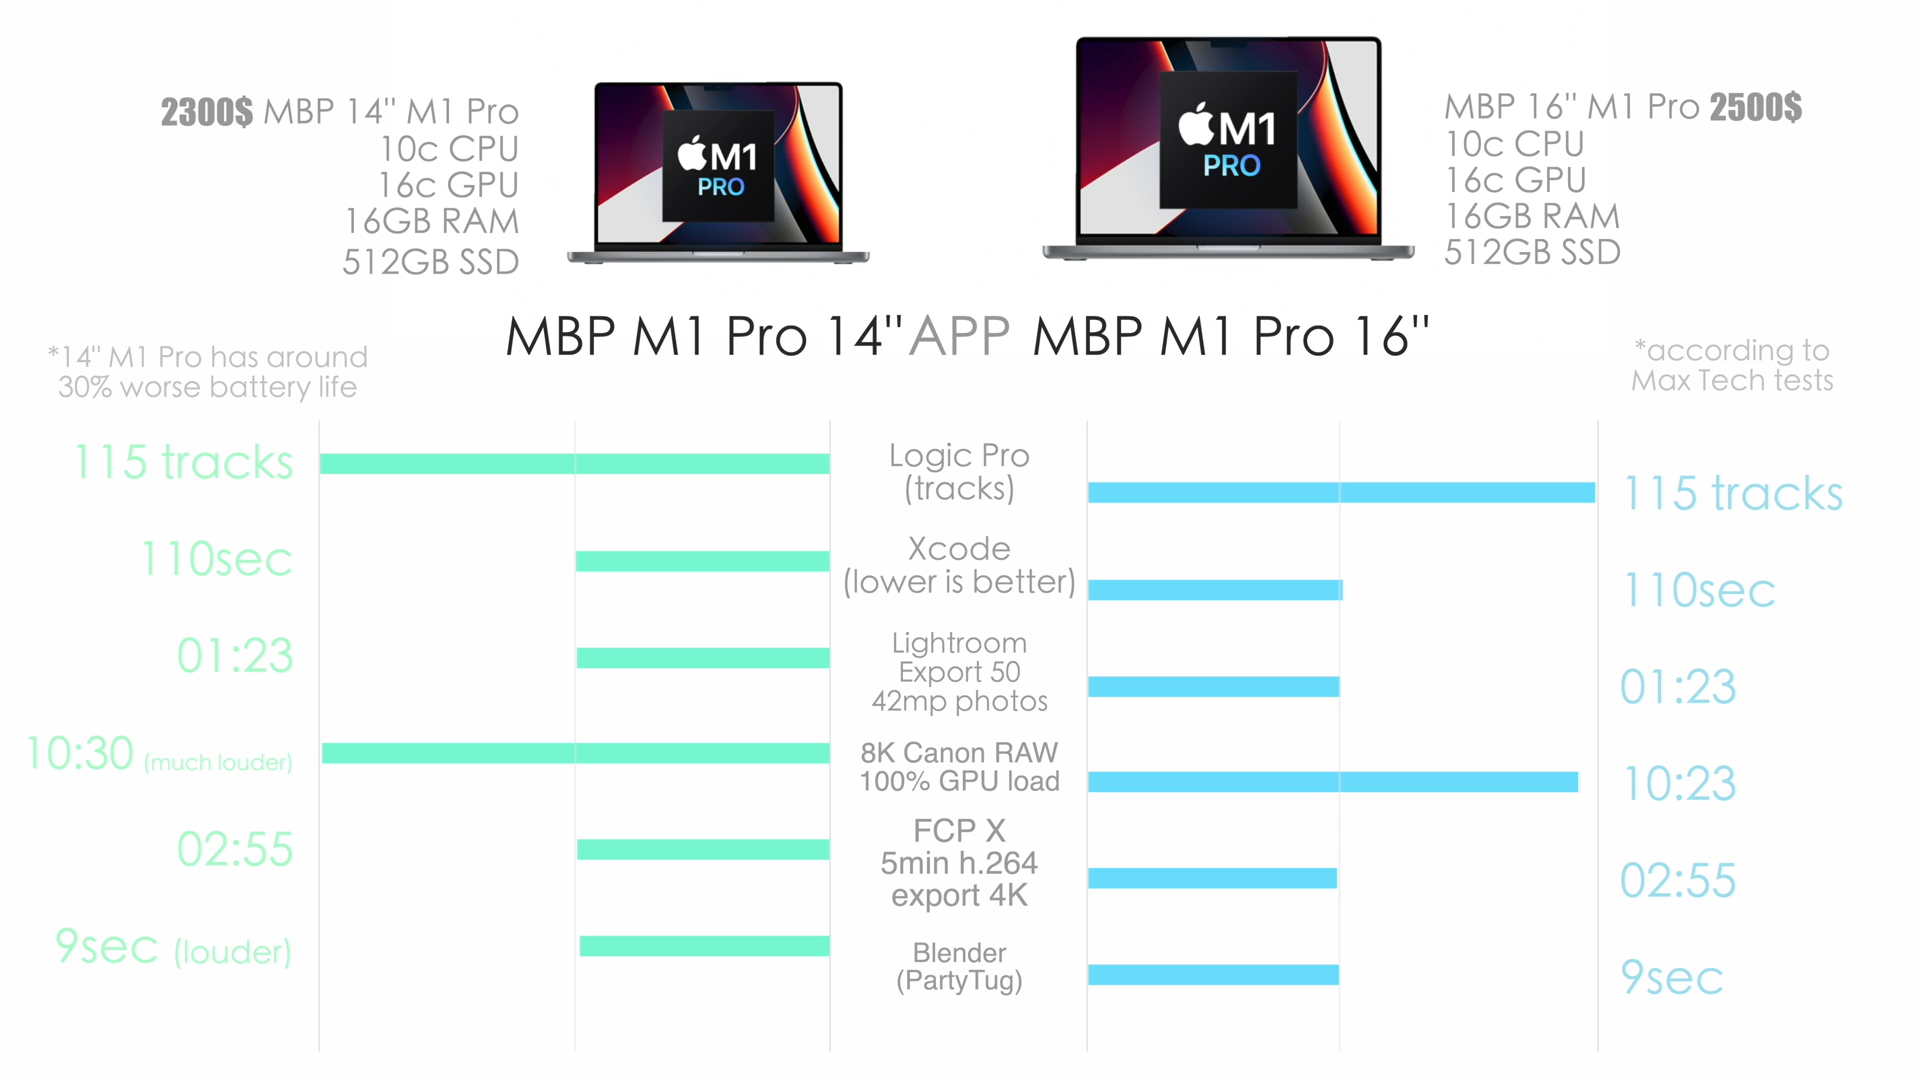 2300$ MBP 14" M1 Pro
10c CPU
16c GPU
16GB RAM
512GB SSD
M1
PRO
M1
PRO
MBP 16" M1 Pro 2500$
10c CPU
16c GPU
16GB RAM
512GB SSD
MBP M1 Pro 14" APP MBP M1 Pro 16"
*14" M1 Pro has around
30% worse battery life
*according to
Max Tech tests
115 tracks
Logic Pro
(tracks)
115 tracks
110sec
Xcode
(lower is better)
110sec
01:23
Lightroom
Export 50
42mp photos
01:23
10:30 (much louder)
8K Canon RAW
100% GPU load
10:23
02:55
FCP X
5min h.264
export 4K
02:55
9sec (louder)
Blender
(PartyTug)
9sec